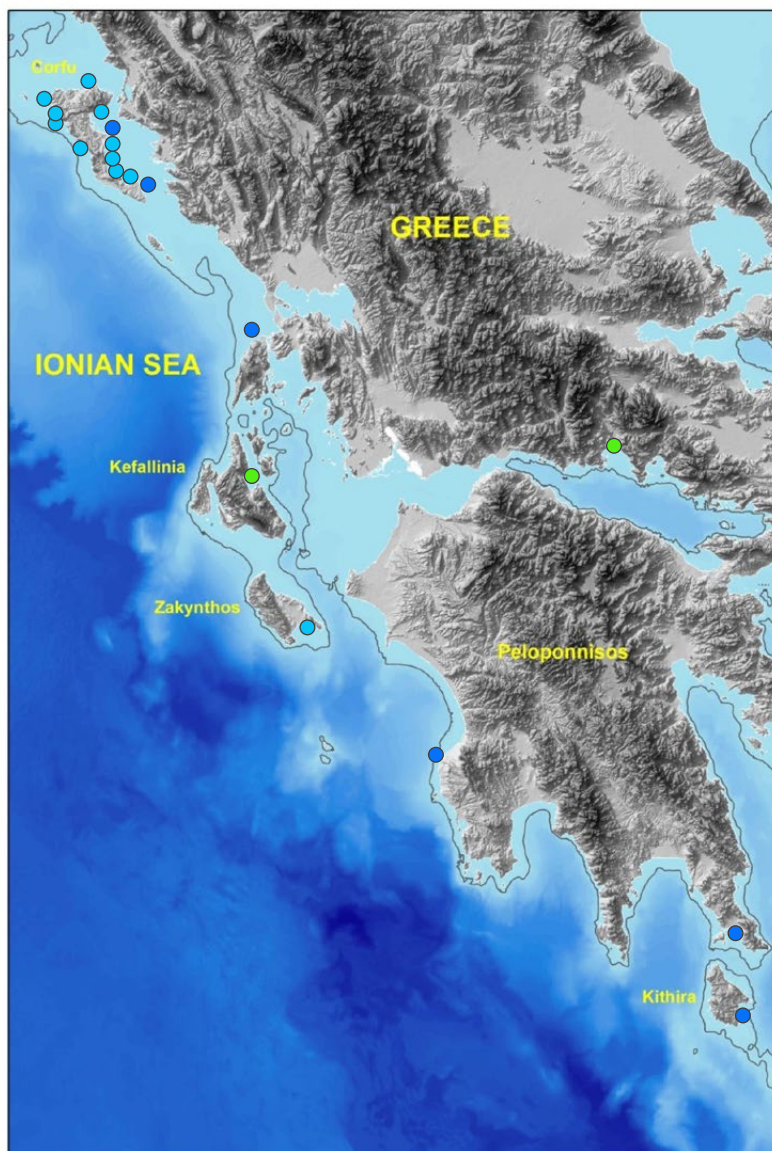 Corfu
GREECE
IONIAN SEA
Kefallinia
Zakynthos
Peloponnisos
Kithira